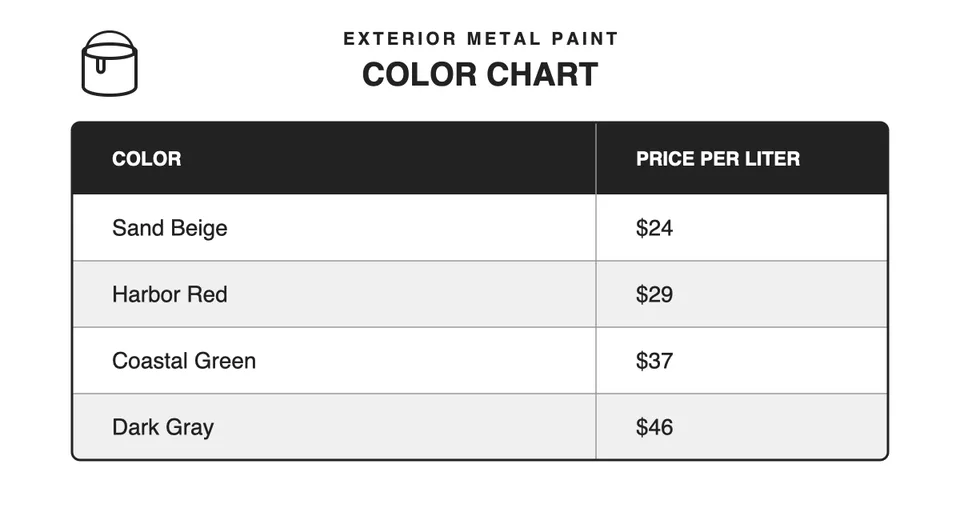 EXTERIOR METAL PAINT
COLOR CHART
COLOR PRICE PER LITER
Sand Beige $24
Harbor Red $29
Coastal Green $37
Dark Gray $46